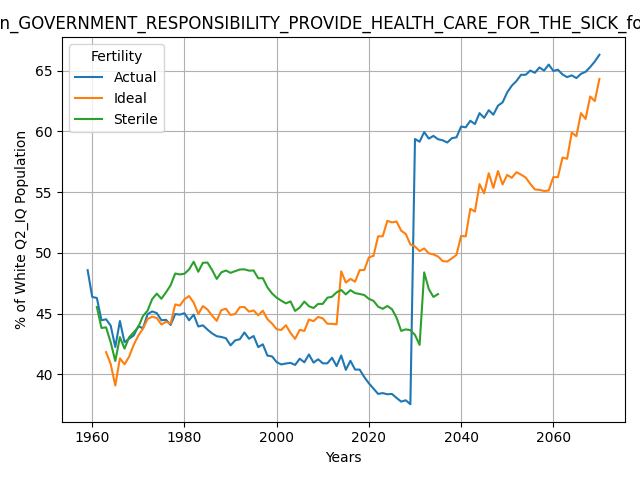 n_GOVERNMENT_RESPONSIBILITY_PROVIDE_HEALTH_CARE_FOR_THE_SICK_fo
Fertility
Actual
Ideal
Sterile
65
60
55
50
45
40
% of White Q2_IQ Population
1960 1980 2000 2020 2040 2060
Years